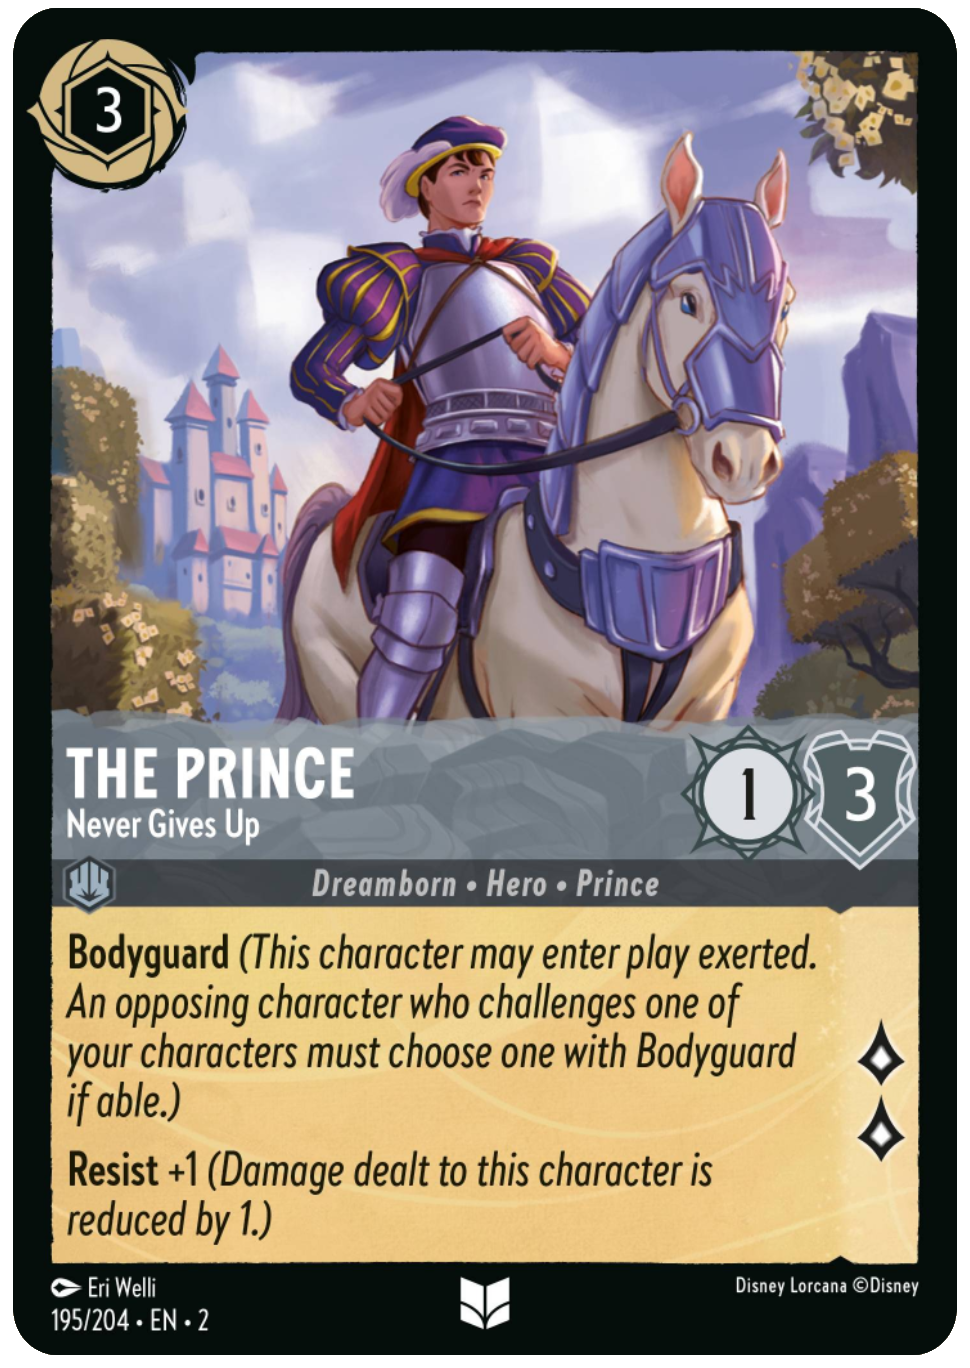 3
THE PRINCE
Never Gives Up
1
3
Dreamborn • Hero • Prince
Bodyguard (This character may enter play exerted.
An opposing character who challenges one of
your characters must choose one with Bodyguard
if able.)
Resist +1 (Damage dealt to this character is
reduced by 1.)
Eri Welli
195/204 • EN • 2
Disney Lorcana ©Disney